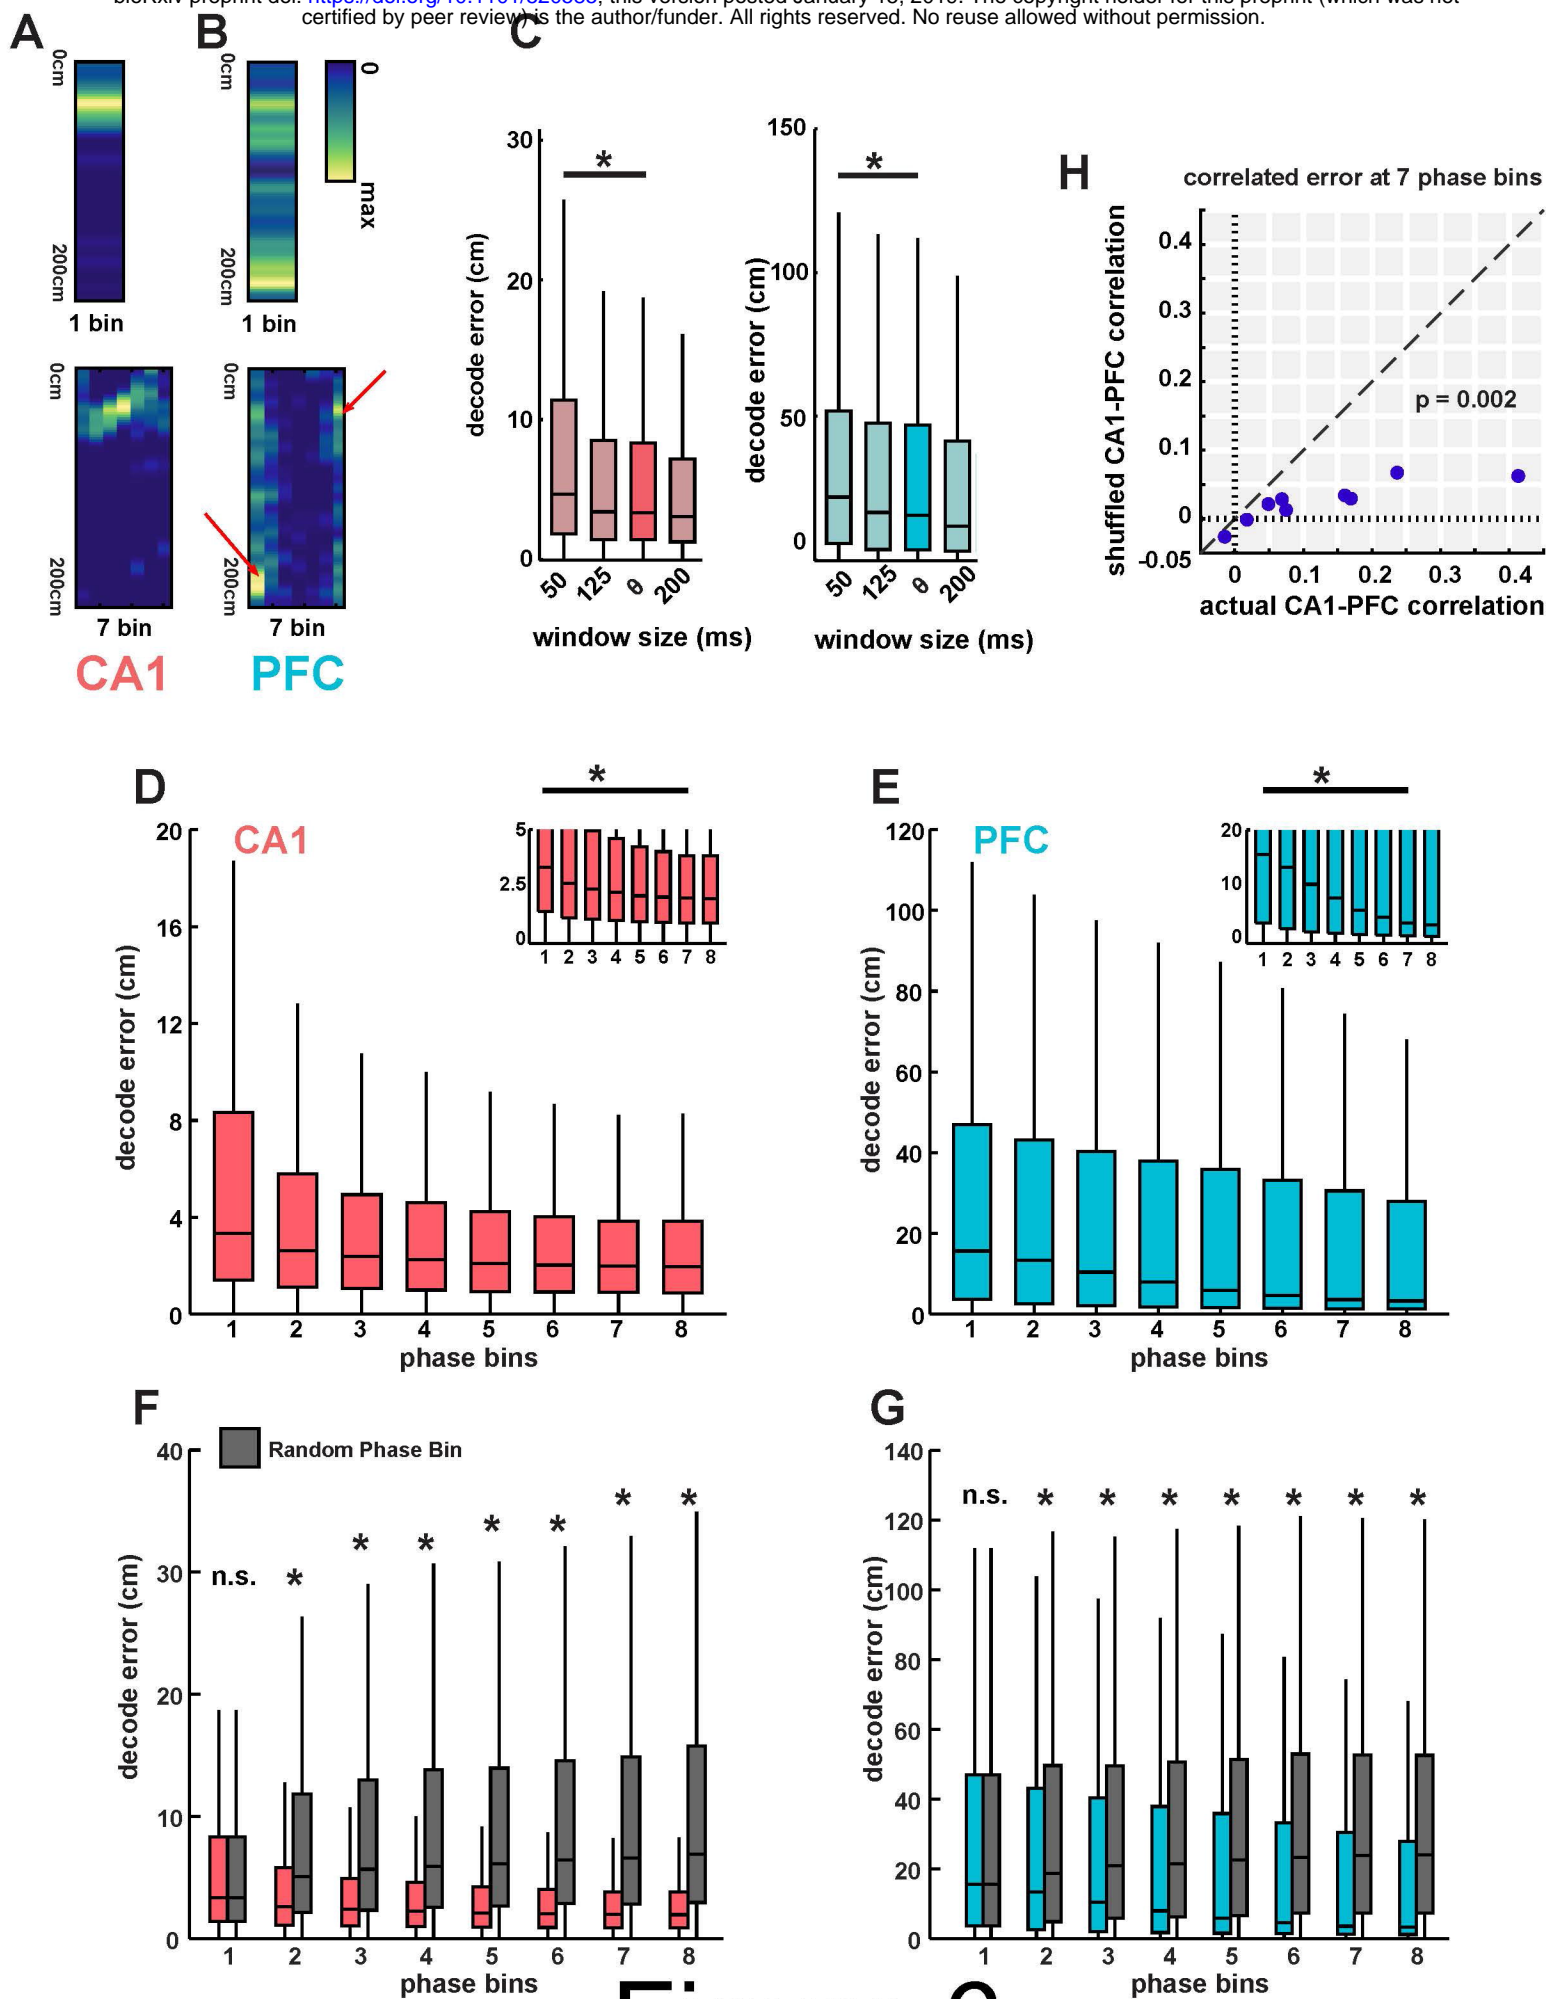 certified by peer review) is the author/funder. All rights reserved. No reuse allowed without permission.
A
B
C
0cm
200cm
1 bin
0cm
200cm
1 bin
0
max
0cm
200cm
7 bin
CA1
0cm
200cm
7 bin
PFC
30
20
10
0
decode error (cm)
*
50
125
θ
200
window size (ms)
150
100
50
0
decode error (cm)
*
50
125
θ
200
window size (ms)
H
correlated error at 7 phase bins
0.4
0.3
0.2
0.1
0
-0.05
shuffled CA1-PFC correlation
p = 0.002
0 0.1 0.2 0.3 0.4
actual CA1-PFC correlation
D
CA1
20
16
12
8
4
0
decode error (cm)
1 2 3 4 5 6 7 8
phase bins
*
5
2.5
0
1 2 3 4 5 6 7 8
E
PFC
120
100
80
60
40
20
0
decode error (cm)
1 2 3 4 5 6 7 8
phase bins
*
20
10
0
1 2 3 4 5 6 7 8
F
Random Phase Bin
40
30
20
10
0
decode error (cm)
n.s. * * * * * * *
1 2 3 4 5 6 7 8
phase bins
G
140
120
100
80
60
40
20
0
decode error (cm)
n.s. * * * * * * *
1 2 3 4 5 6 7 8
phase bins